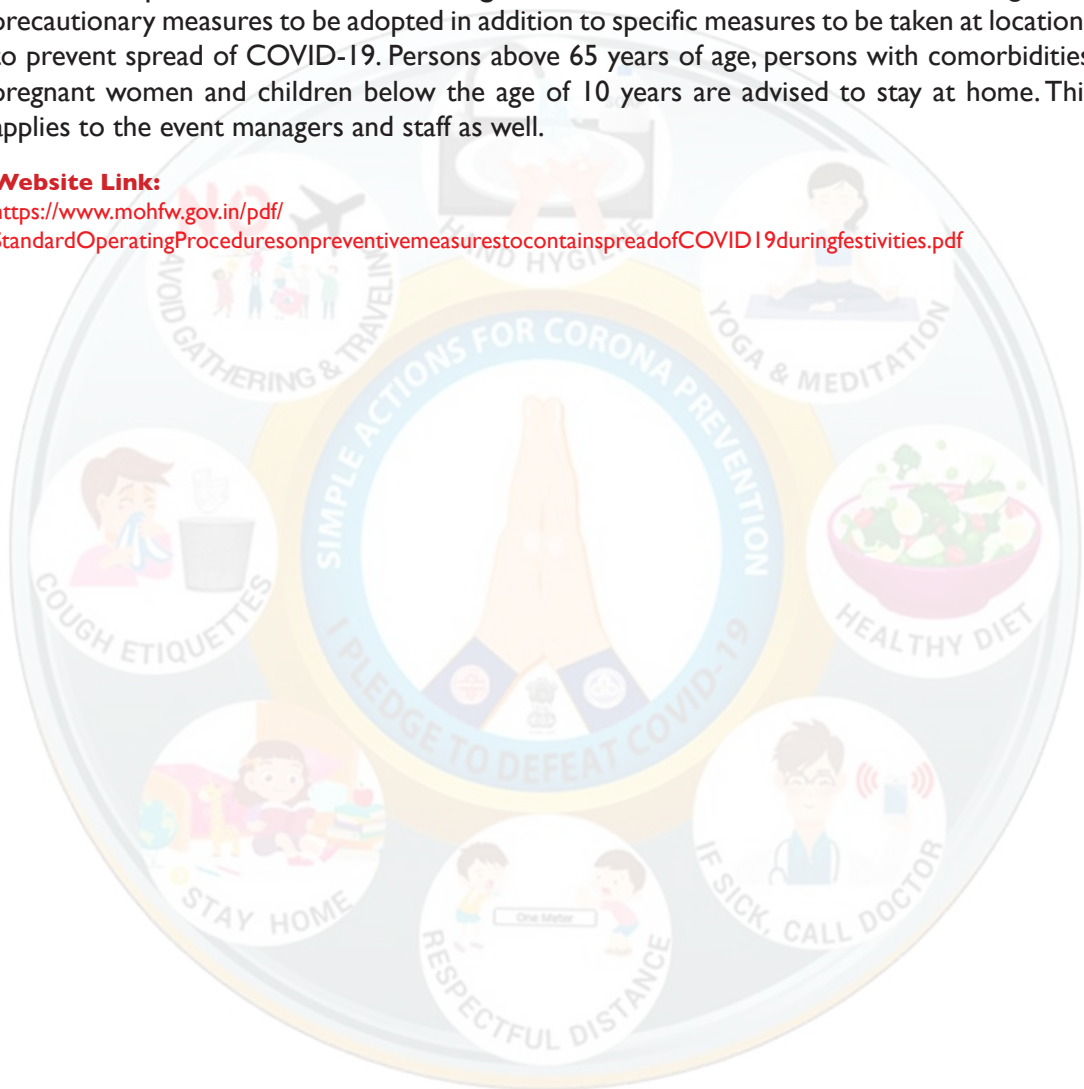 precautionary measures to be adopted in addition to specific measures to be taken at location
to prevent spread of COVID-19. Persons above 65 years of age, persons with comorbidities
pregnant women and children below the age of 10 years are advised to stay at home. Thi
applies to the event managers and staff as well.
Website Link:
https://www.mohfw.gov.in/pdf/
StandardOperatingProceduresonpreventivemeasurestocontainspreadofCOVID19duringfestivities.pdf
HAND HYGIENE
NO
AVOID GATHERING & TRAVELING
YOGA & MEDITATION
SIMPLE ACTIONS FOR CORONA PREVENTION
COUGH ETIQUETTES
HEALTHY DIET
I PLEDGE TO DEFEAT COVID-19
STAY HOME
One Meter
RESPECTFUL DISTANCE
IF SICK, CALL DOCTOR